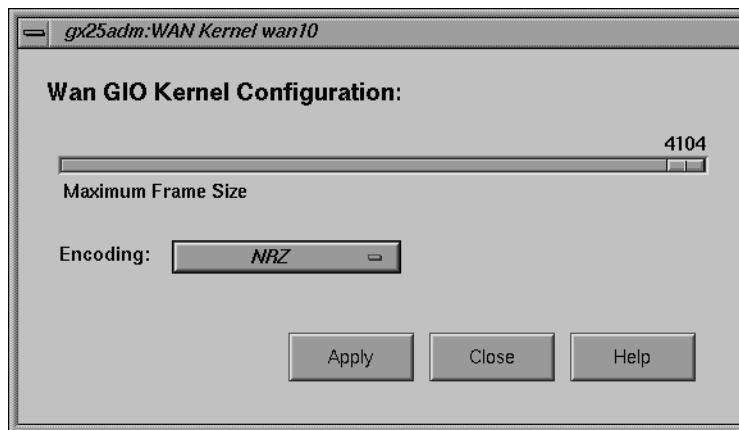 gx25adm:WAN Kernel wan10
Wan GIO Kernel Configuration:
4104
Maximum Frame Size
Encoding: NRZ
Apply Close Help